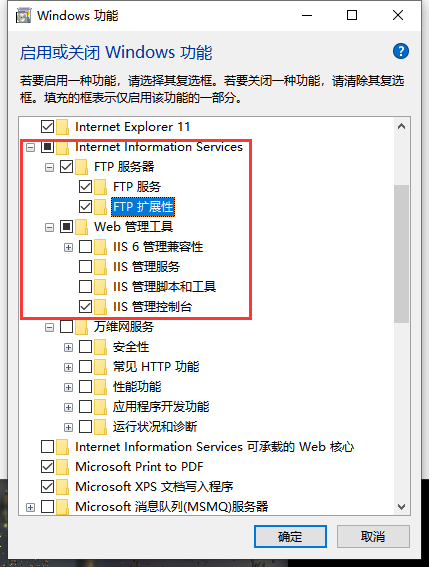 Windows 功能
启用或关闭 Windows 功能
若要启用一种功能，请选择其复选框。若要关闭一种功能，请清除其复选
框。填充的框表示仅启用该功能的一部分。
Internet Explorer 11
Internet Information Services
FTP 服务器
FTP 服务
FTP 扩展性
Web 管理工具
IIS 6 管理兼容性
IIS 管理服务
IIS 管理脚本和工具
IIS 管理控制台
万维网服务
安全性
常见 HTTP 功能
性能功能
应用程序开发功能
运行状况和诊断
Internet Information Services 可承载的 Web 核心
Microsoft Print to PDF
Microsoft XPS 文档写入程序
Microsoft 消息队列(MSMQ)服务器
确定
取消